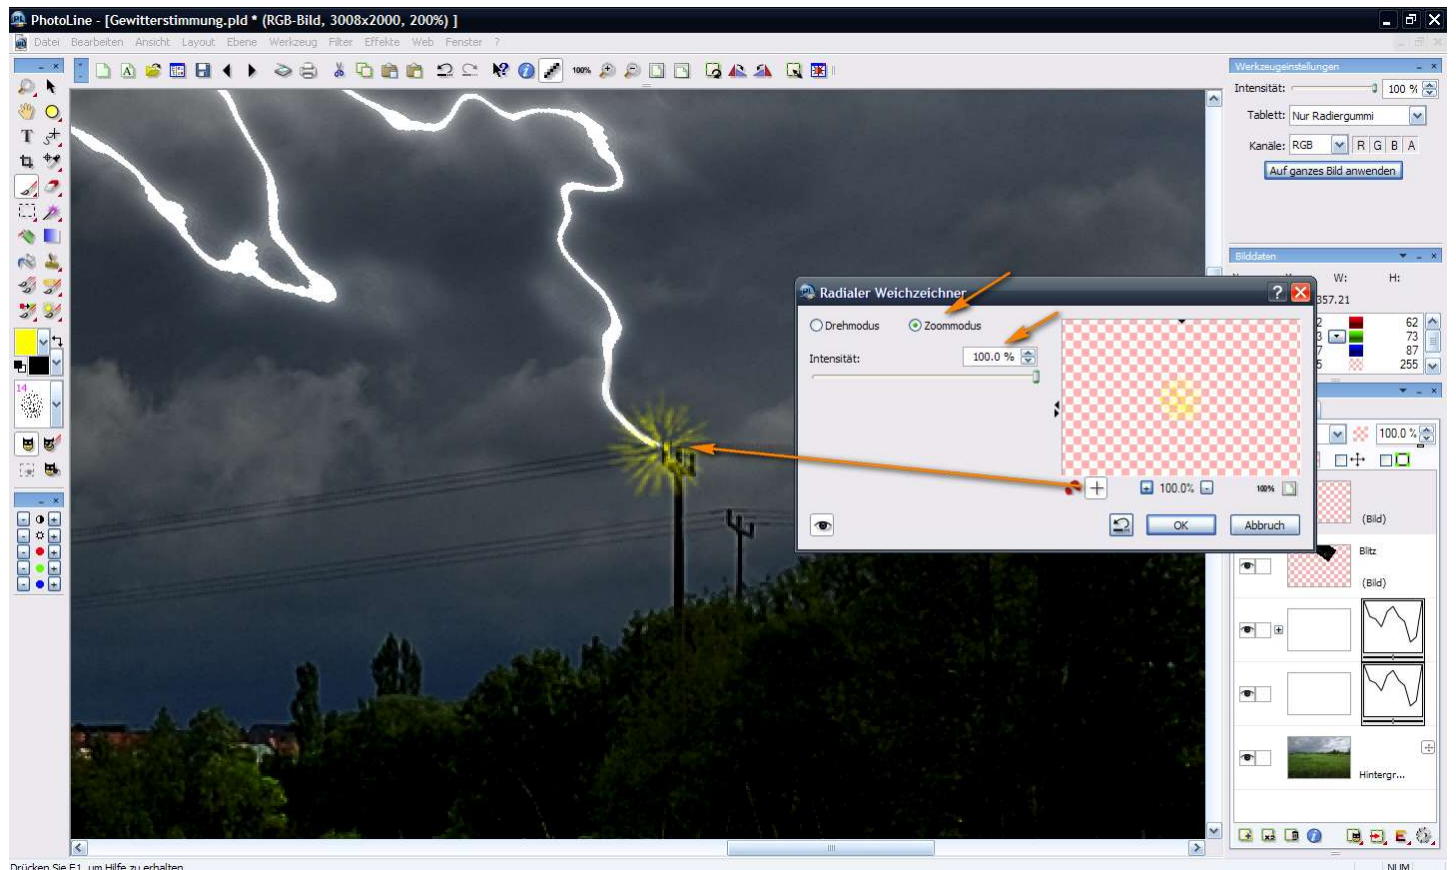 PhotoLine - [Gewitterstimmung.pld * (RGB-Bild, 3008x2000, 200%) ]
Datei Bearbeiten Ansicht Layout Ebene Werkzeug Filter Effekte Web Fenster ?
100%
Werkzeugeinstellungen
Intensität: 100 %
Tablett: Nur Radiergummi
Kanäle: RGB R G B A
Auf ganzes Bild anwenden
Bilddaten
W: H:
357.21
62
73
87
255
100.0 %
(Bild)
Blitz
(Bild)
Hintergr...
Radialer Weichzeichner
Drehmodus Zoommodus
Intensität: 100.0 %
100.0% 100%
OK Abbruch
T
14
Drücken Sie F1, um Hilfe zu erhalten
NUM